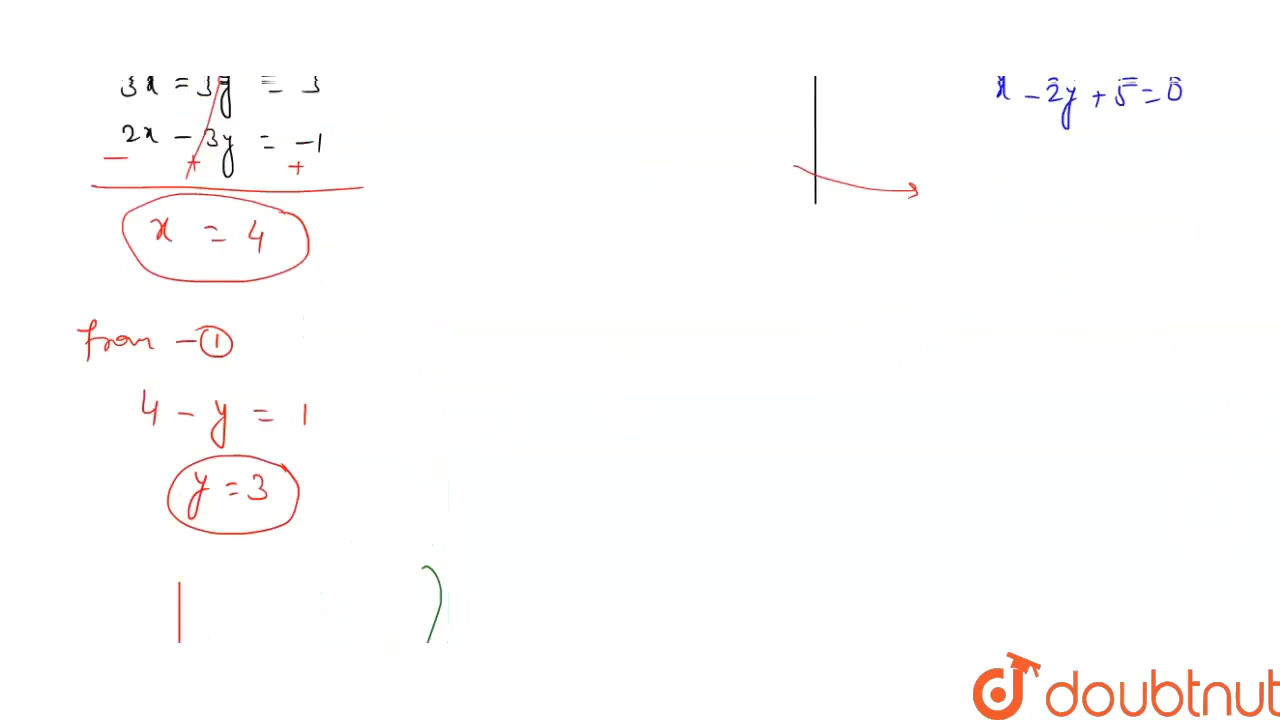 3x = 3y = 3
2x - 3y = -1
- + +
x = 4
from - ①
4 - y = 1
y = 3
x - 2y + 5 = 0
doubtnut